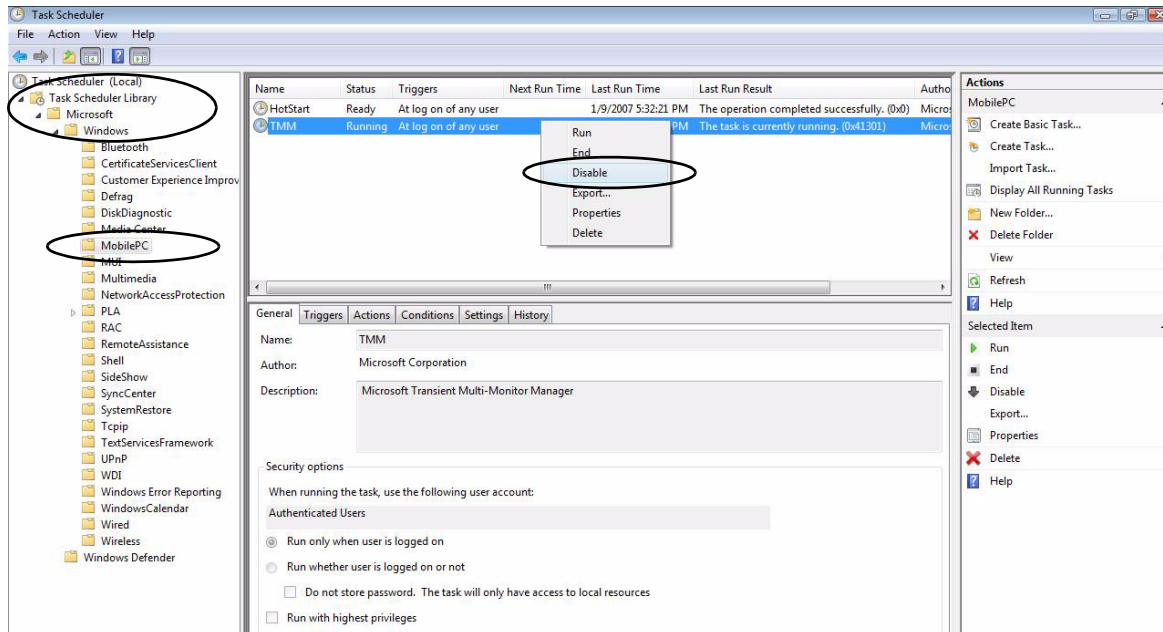 Task Scheduler
File Action View Help
Task Scheduler (Local)
Task Scheduler Library
Microsoft
Windows
Bluetooth
CertificateServicesClient
Customer Experience Improv
Defrag
DiskDiagnostic
Media Center
MobilePC
MUI
Multimedia
NetworkAccessProtection
PLA
RAC
RemoteAssistance
Shell
SideShow
SyncCenter
SystemRestore
Tcpip
TextServicesFramework
UPnP
WDI
Windows Error Reporting
WindowsCalendar
Wired
Wireless
Windows Defender
Name Status Triggers Next Run Time Last Run Time Last Run Result Autho
HotStart Ready At log on of any user 1/9/2007 5:32:21 PM The operation completed successfully. (0x0) Micros
TMM Running At log on of any user PM The task is currently running. (0x41301) Micros
Run
End
Disable
Export...
Properties
Delete
General Triggers Actions Conditions Settings History
Name: TMM
Author: Microsoft Corporation
Description: Microsoft Transient Multi-Monitor Manager
Security options
When running the task, use the following user account:
Authenticated Users
Run only when user is logged on
Run whether user is logged on or not
Do not store password. The task will only have access to local resources
Run with highest privileges
Actions
MobilePC
Create Basic Task...
Create Task...
Import Task...
Display All Running Tasks
New Folder...
Delete Folder
View
Refresh
Help
Selected Item
Run
End
Disable
Export...
Properties
Delete
Help